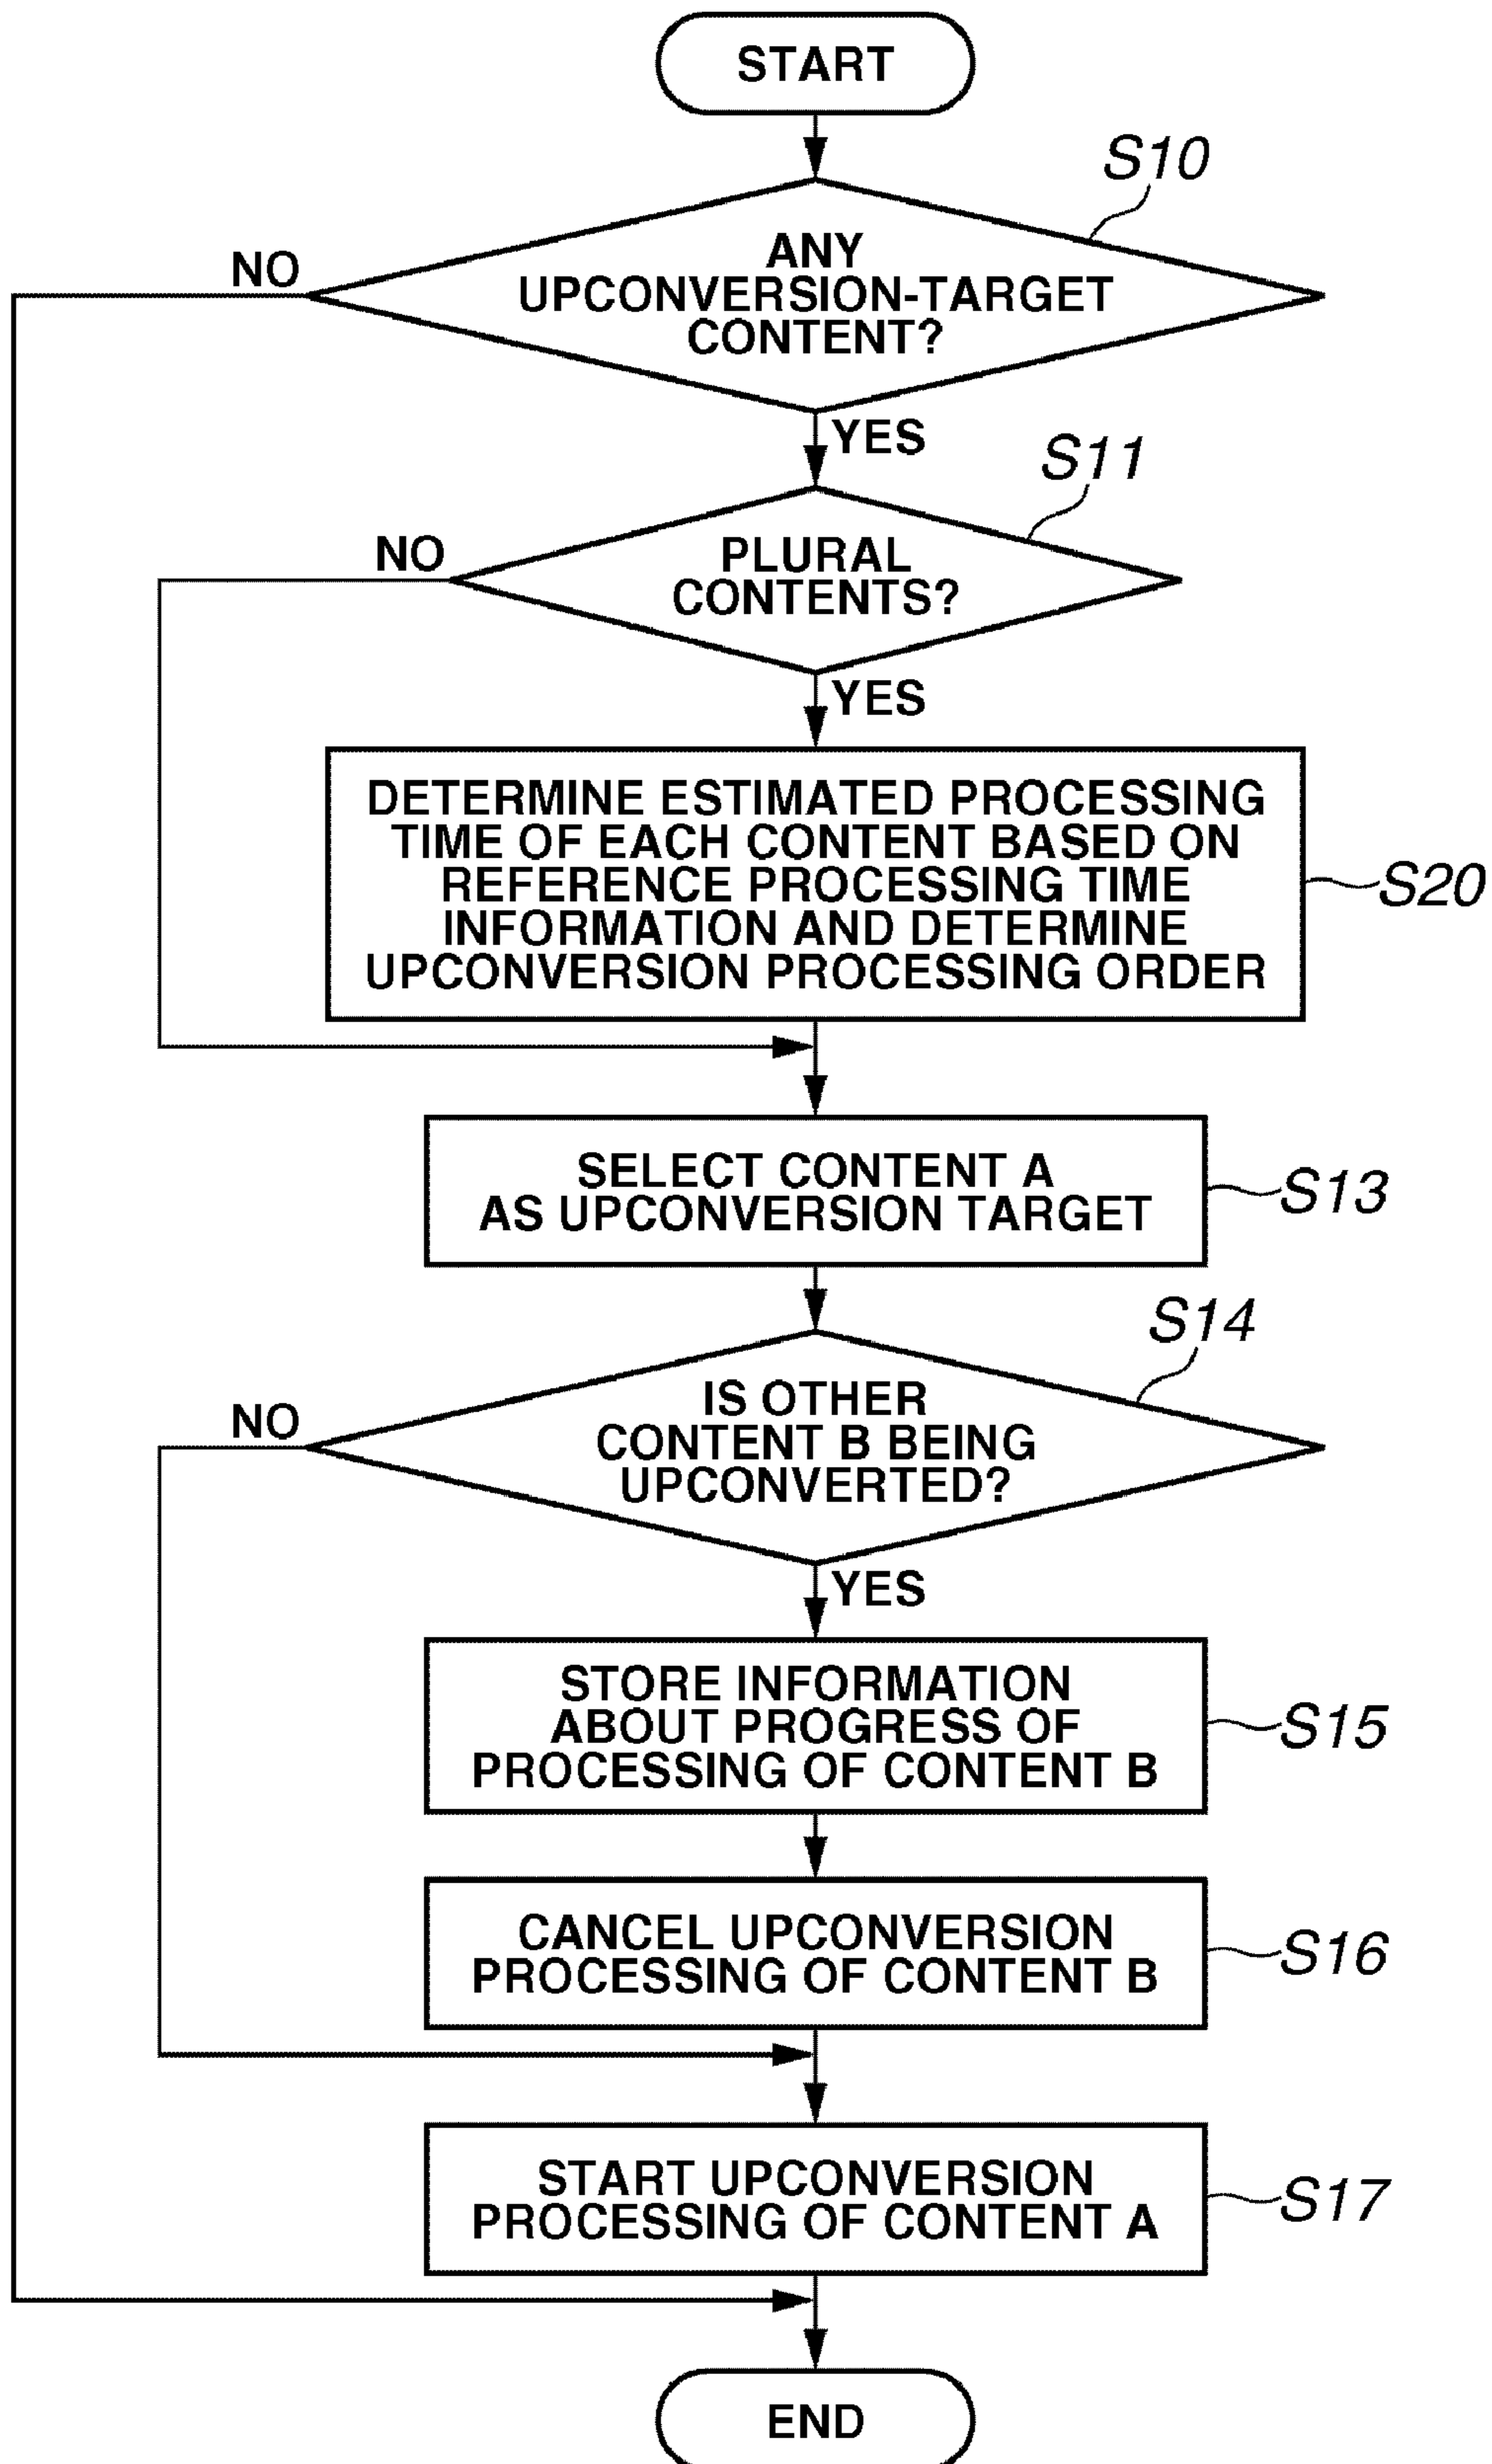 START
S10
ANY
UPCONVERSION-TARGET
CONTENT?
NO
YES
S11
PLURAL
CONTENTS?
NO
YES
DETERMINE ESTIMATED PROCESSING
TIME OF EACH CONTENT BASED ON
REFERENCE PROCESSING TIME
INFORMATION AND DETERMINE
UPCONVERSION PROCESSING ORDER
S20
SELECT CONTENT A
AS UPCONVERSION TARGET
S13
S14
IS OTHER
CONTENT B BEING
UPCONVERTED?
NO
YES
STORE INFORMATION
ABOUT PROGRESS OF
PROCESSING OF CONTENT B
S15
CANCEL UPCONVERSION
PROCESSING OF CONTENT B
S16
START UPCONVERSION
PROCESSING OF CONTENT A
S17
END